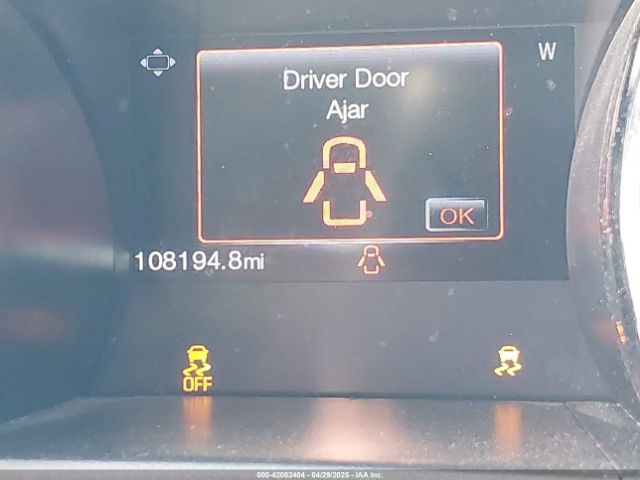 W
Driver Door
Ajar
OK
108194.8mi
OFF
000-42082404 - 04/29/2025 - IAA Inc.